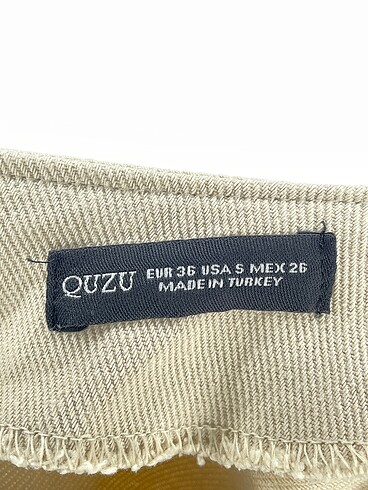 QUZU
EUR 36 USA S MEX 26
MADE IN TURKEY